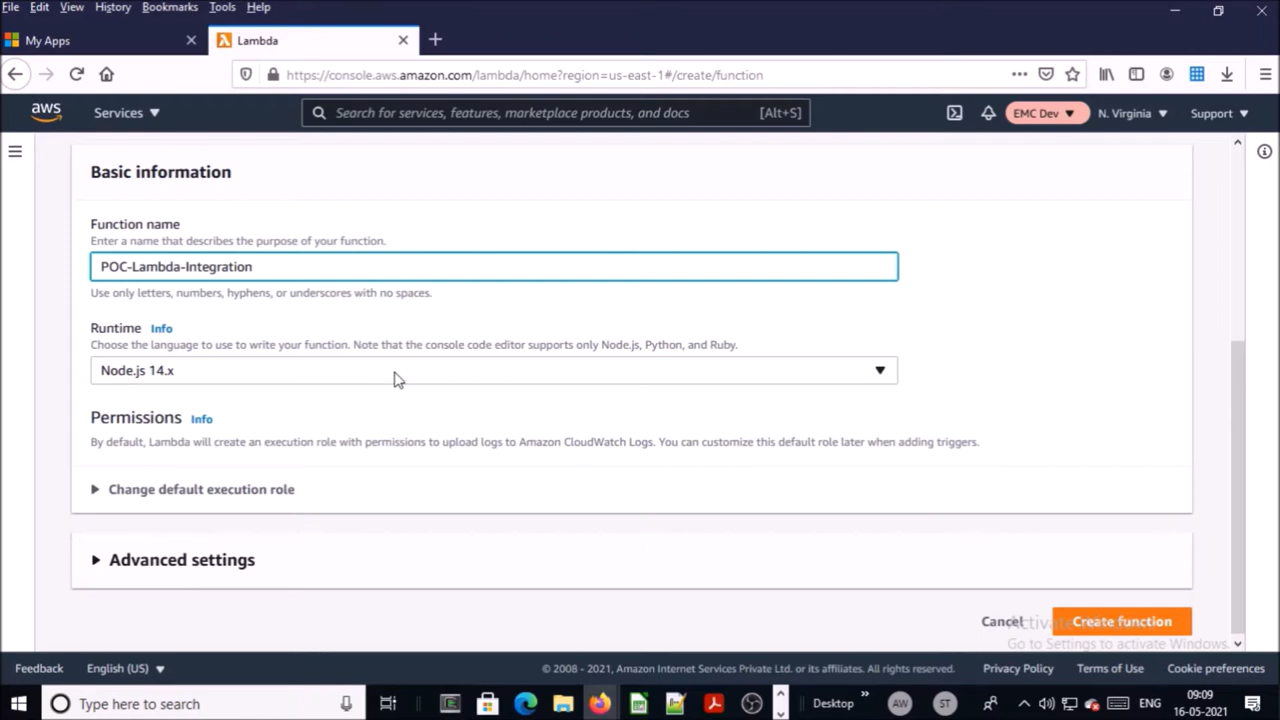 File Edit View History Bookmarks Tools Help
My Apps
Lambda
https://console.aws.amazon.com/lambda/home?region=us-east-1#/create/function
aws
Services
Search for services, features, marketplace products, and docs [Alt+S]
EMC Dev
N. Virginia
Support
Basic information
Function name
Enter a name that describes the purpose of your function.
POC-Lambda-Integration
Use only letters, numbers, hyphens, or underscores with no spaces.
Runtime Info
Choose the language to use to write your function. Note that the console code editor supports only Node.js, Python, and Ruby.
Node.js 14.x
Permissions Info
By default, Lambda will create an execution role with permissions to upload logs to Amazon CloudWatch Logs. You can customize this default role later when adding triggers.
Change default execution role
Advanced settings
Cancel
Create function
Activate Windows
Go to Settings to activate Windows.
Feedback
English (US)
© 2008 - 2021, Amazon Internet Services Private Ltd. or its affiliates. All rights reserved.
Privacy Policy
Terms of Use
Cookie preferences
Type here to search
Desktop
AW
ST
ENG
09:09
16-05-2021